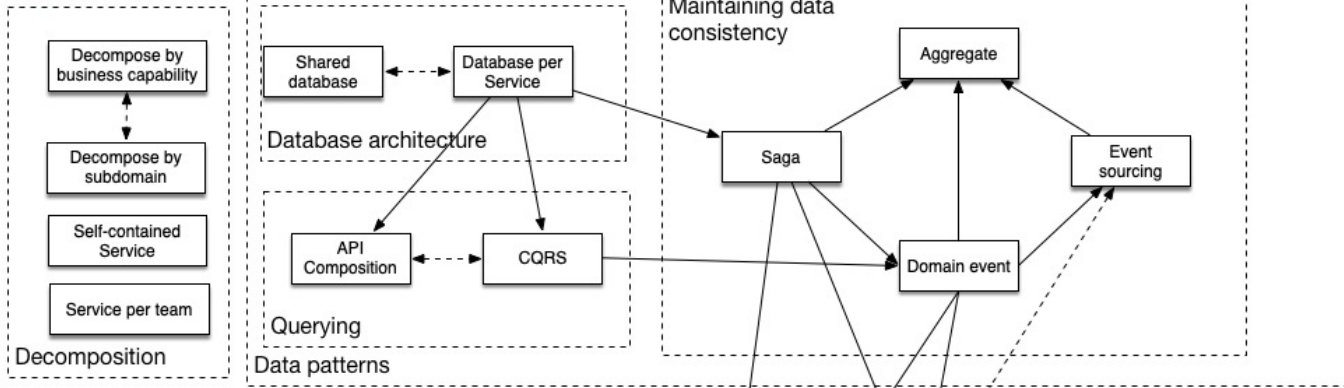 Decompose by
business capability
Decompose by
subdomain
Self-contained
Service
Service per team
Decomposition
Shared
database
Database per
Service
Database architecture
API
Composition
CQRS
Querying
Data patterns
Maintaining data
consistency
Aggregate
Saga
Event
sourcing
Domain event